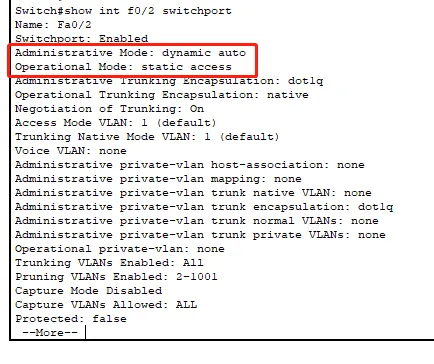 Switch#show int f0/2 switchport
Name: Fa0/2
Switchport: Enabled
Administrative Mode: dynamic auto
Operational Mode: static access
Administrative Trunking Encapsulation: dot1q
Operational Trunking Encapsulation: native
Negotiation of Trunking: On
Access Mode VLAN: 1 (default)
Trunking Native Mode VLAN: 1 (default)
Voice VLAN: none
Administrative private-vlan host-association: none
Administrative private-vlan mapping: none
Administrative private-vlan trunk native VLAN: none
Administrative private-vlan trunk encapsulation: dot1q
Administrative private-vlan trunk normal VLANs: none
Administrative private-vlan trunk private VLANs: none
Operational private-vlan: none
Trunking VLANs Enabled: All
Pruning VLANs Enabled: 2-1001
Capture Mode Disabled
Capture VLANs Allowed: ALL
Protected: false
--More--